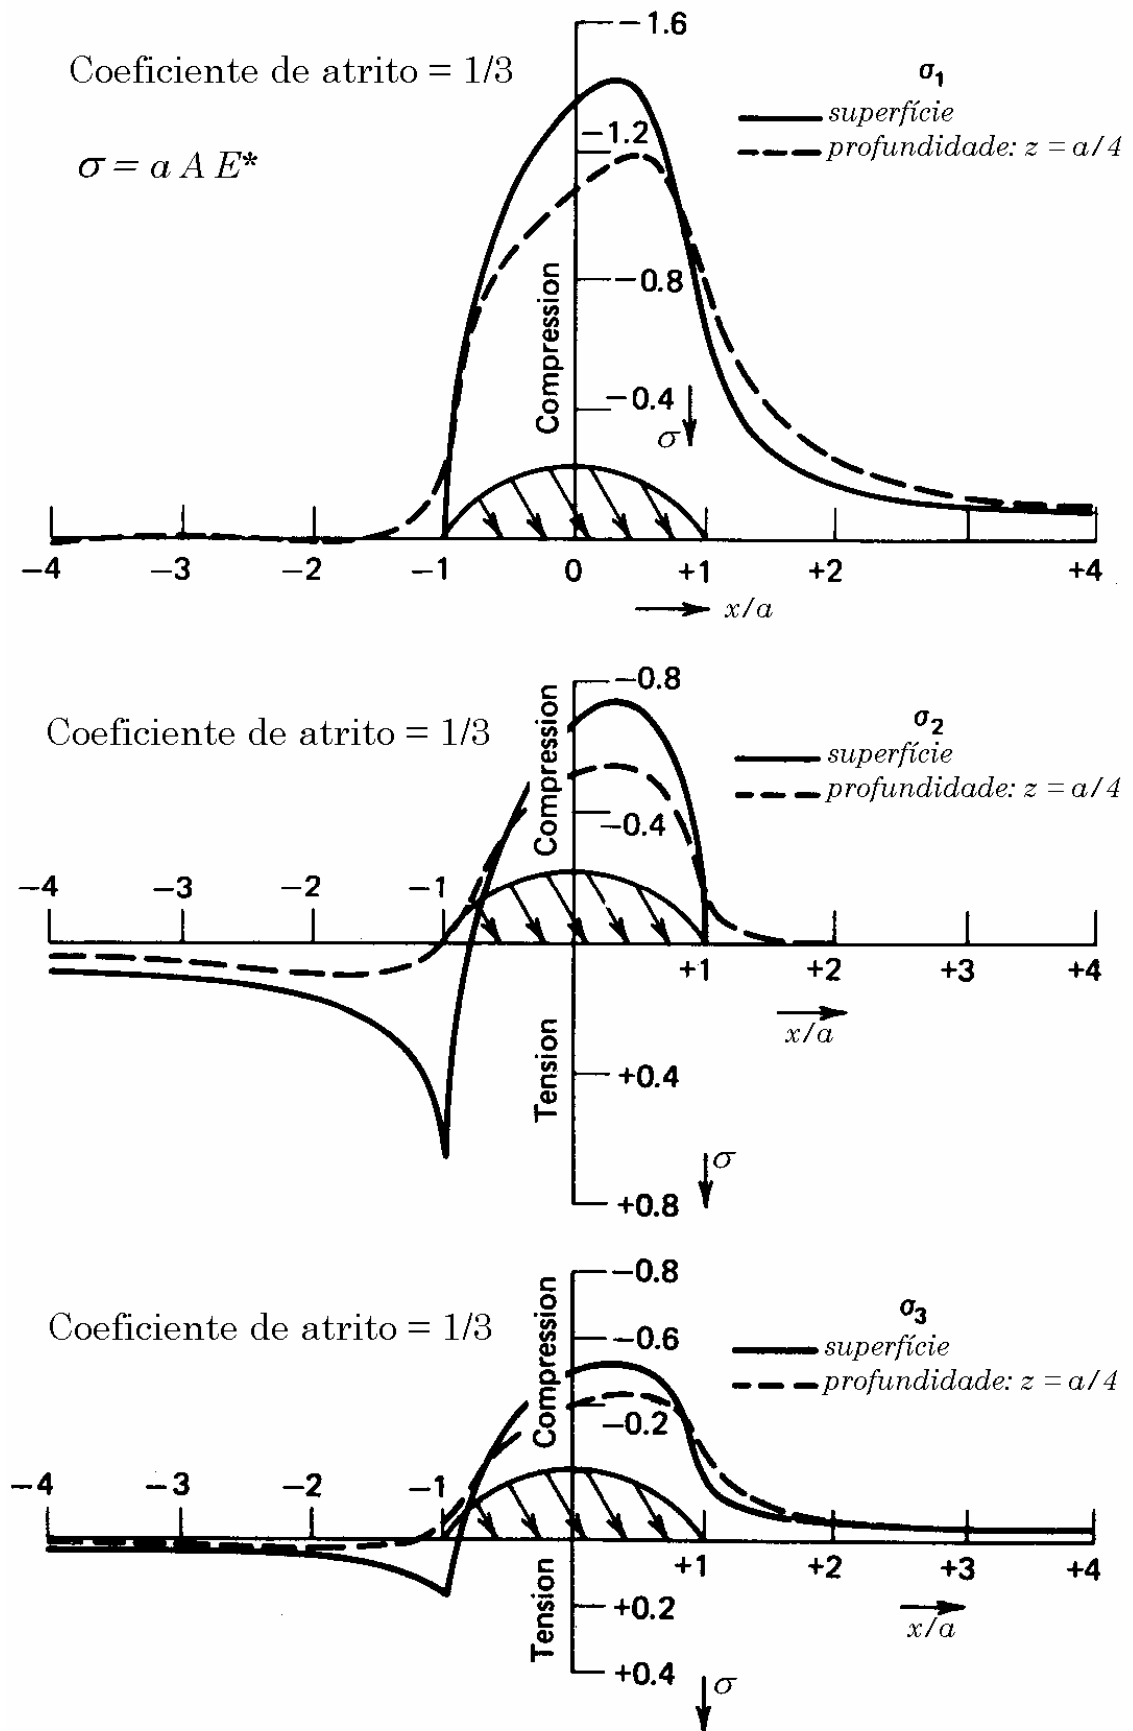 −1.6
Coeficiente de atrito = 1/3
σ₁
superfície
profundidade: z = a/4
−1.2
σ = a A E*
Compression
−0.8
−0.4
σ
−4 −3 −2 −1 0 +1 +2 +4
x/a
−0.8
Coeficiente de atrito = 1/3
Compression
σ₂
superfície
profundidade: z = a/4
−0.4
−4 −3 −2 −1
+1 +2 +3 +4
x/a
Tension
+0.4
σ
+0.8
−0.8
Coeficiente de atrito = 1/3
Compression
−0.6
σ₃
superfície
profundidade: z = a/4
−0.2
−4 −3 −2 −1
+1 +2 +3 +4
Tension
+0.2
x/a
+0.4
σ